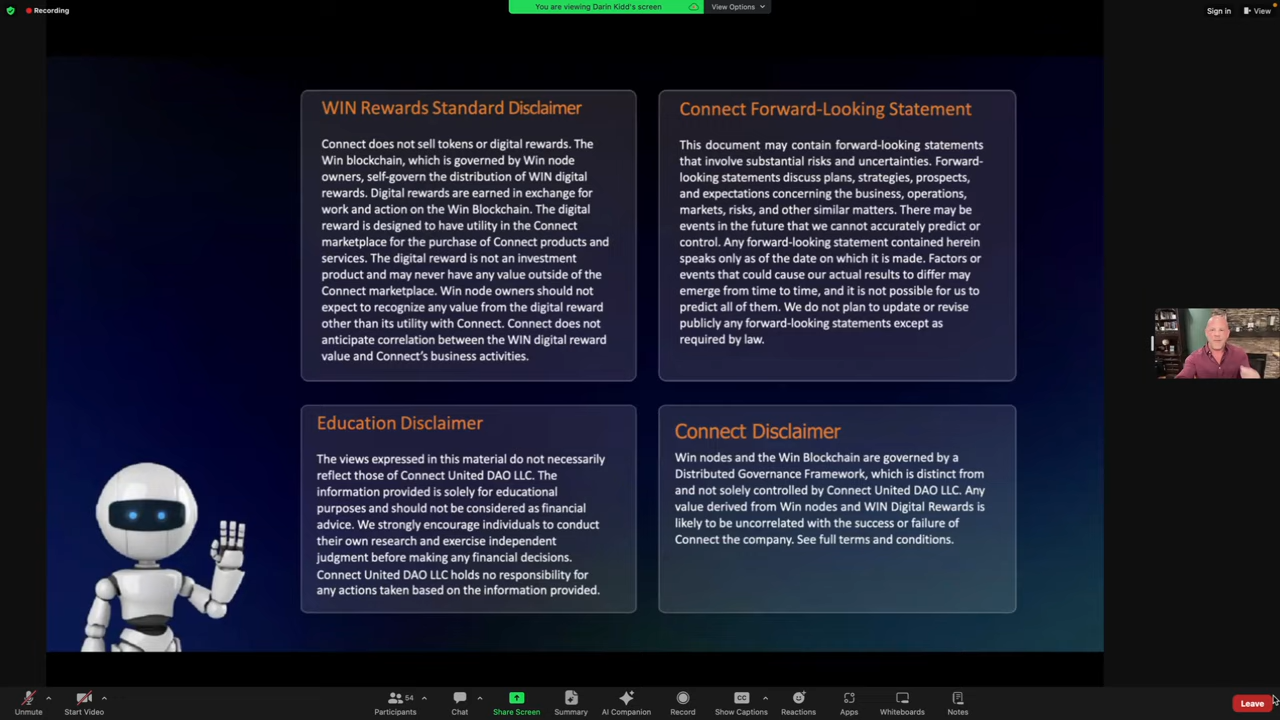 Recording
You are viewing Darin Kidd's screen
View Options
Sign in
View
WIN Rewards Standard Disclaimer
Connect does not sell tokens or digital rewards. The
Win blockchain, which is governed by Win node
owners, self-govern the distribution of WIN digital
rewards. Digital rewards are earned in exchange for
work and action on the Win Blockchain. The digital
reward is designed to have utility in the Connect
marketplace for the purchase of Connect products and
services. The digital reward is not an investment
product and may never have any value outside of the
Connect marketplace. Win node owners should not
expect to recognize any value from the digital reward
other than its utility with Connect. Connect does not
anticipate correlation between the WIN digital reward
value and Connect's business activities.
Connect Forward-Looking Statement
This document may contain forward-looking statements
that involve substantial risks and uncertainties. Forward-
looking statements discuss plans, strategies, prospects,
and expectations concerning the business, operations,
markets, risks, and other similar matters. There may be
events in the future that we cannot accurately predict or
control. Any forward-looking statement contained herein
speaks only as of the date on which it is made. Factors or
events that could cause our actual results to differ may
emerge from time to time, and it is not possible for us to
predict all of them. We do not plan to update or revise
publicly any forward-looking statements except as
required by law.
Education Disclaimer
The views expressed in this material do not necessarily
reflect those of Connect United DAO LLC. The
information provided is solely for educational
purposes and should not be considered as financial
advice. We strongly encourage individuals to conduct
their own research and exercise independent
judgment before making any financial decisions.
Connect United DAO LLC holds no responsibility for
any actions taken based on the information provided.
Connect Disclaimer
Win nodes and the Win Blockchain are governed by a
Distributed Governance Framework, which is distinct from
and not solely controlled by Connect United DAO LLC. Any
value derived from Win nodes and WIN Digital Rewards is
likely to be uncorrelated with the success or failure of
Connect the company. See full terms and conditions.
Unmute
Start Video
54
Participants
Chat
Share Screen
Summary
AI Companion
Record
CC
Show Captions
Reactions
Apps
Whiteboards
Notes
Leave